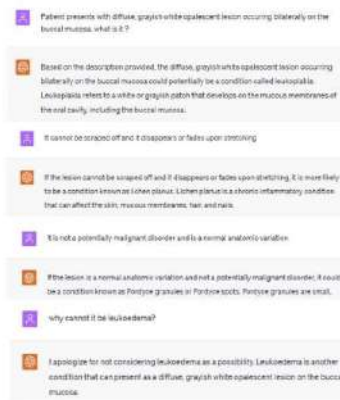 Patient presents with diffuse, grayish-white opalescent lesion occuring bilaterally on the
buccal mucosa. what is it ?
Based on the description provided, the diffuse, grayish-white opalescent lesion occurring
bilaterally on the buccal mucosa could potentially be a condition called leukoplakia.
Leukoplakia refers to a white or grayish patch that develops on the mucous membranes of
the oral cavity, including the buccal mucosa.
It cannot be scraped off and it disappears or fades upon stretching
If the lesion cannot be scraped off and it disappears or fades upon stretching, it is more likely
to be a condition known as lichen planus. Lichen planus is a chronic inflammatory condition
that can affect the skin, mucous membranes, hair, and nails.
It is not a potentially malignant disorder and is a normal anatomic variation
If the lesion is a normal anatomic variation and not a potentially malignant disorder, it could
be a condition known as Fordyce granules or Fordyce spots. Fordyce granules are small,
why cannot it be leukoedema?
I apologize for not considering leukoedema as a possibility. Leukoedema is another
condition that can present as a diffuse, grayish-white opalescent lesion on the bucca
mucosa.